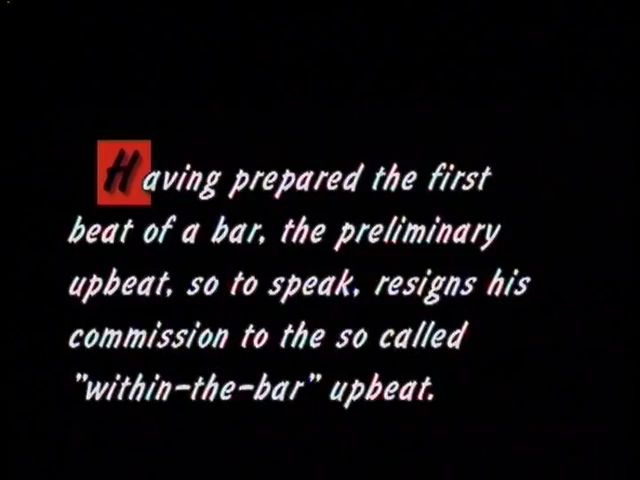 Having prepared the first
beat of a bar, the preliminary
upbeat, so to speak, resigns his
commission to the so called
"within-the-bar" upbeat.